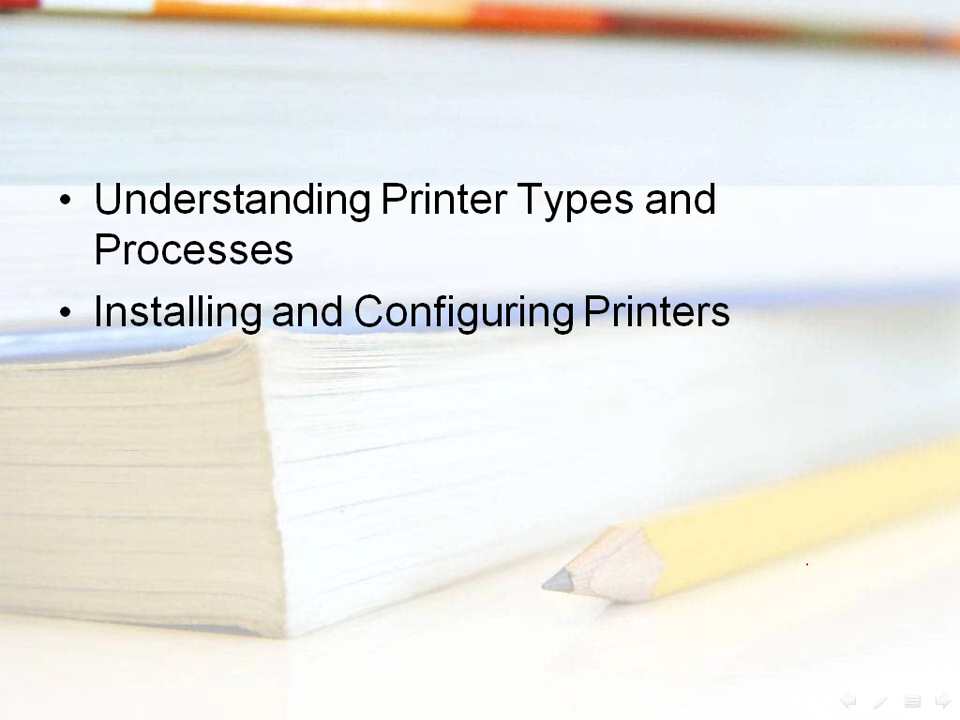 • Understanding Printer Types and
Processes
• Installing and Configuring Printers